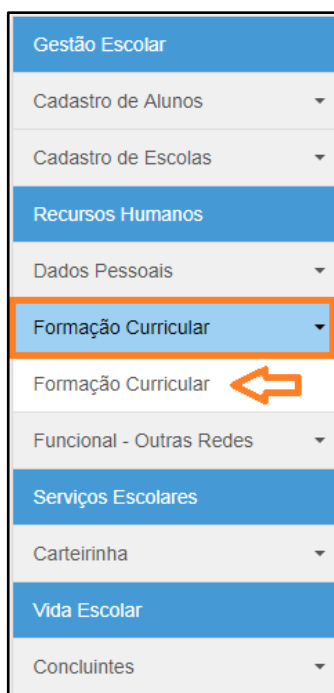 Gestão Escolar
Cadastro de Alunos
Cadastro de Escolas
Recursos Humanos
Dados Pessoais
Formação Curricular
Formação Curricular
Funcional - Outras Redes
Serviços Escolares
Carteirinha
Vida Escolar
Concluintes